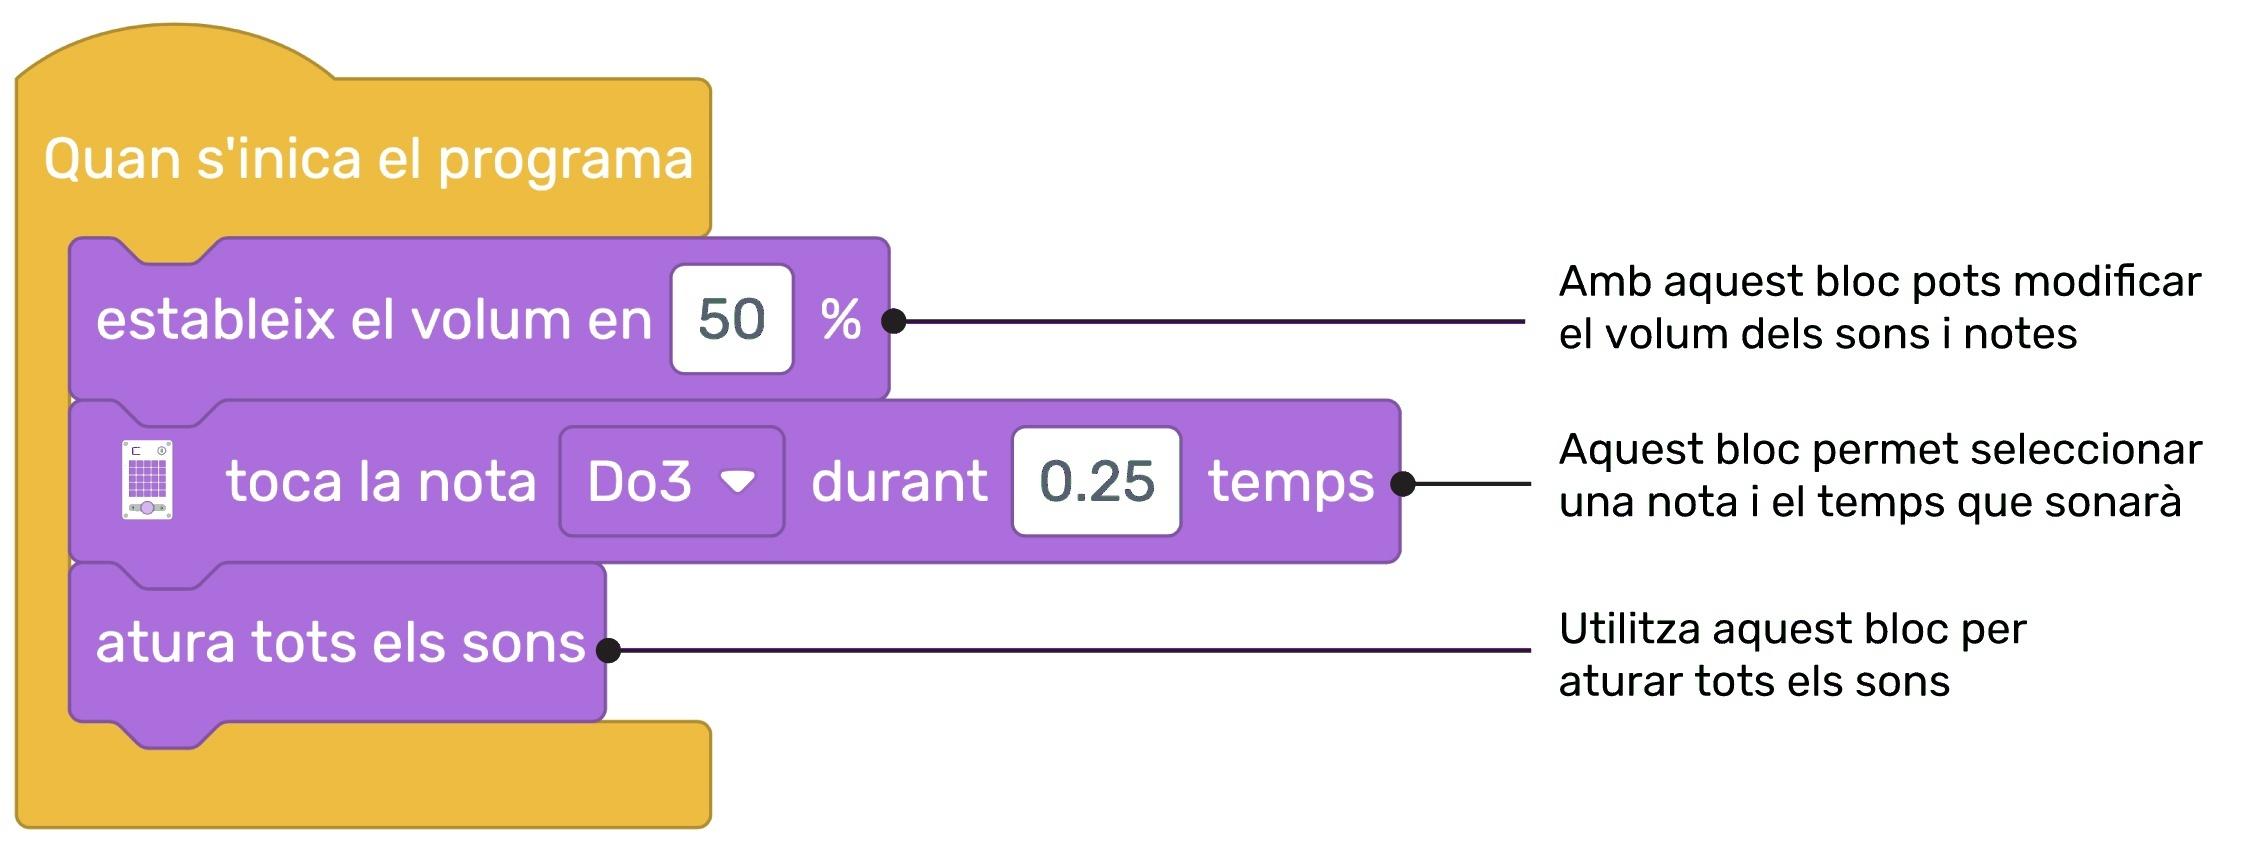 Quan s'inica el programa
estableix el volum en 50 %
Amb aquest bloc pots modificar
el volum dels sons i notes
toca la nota Do3 durant 0.25 temps
Aquest bloc permet seleccionar
una nota i el temps que sonarà
atura tots els sons
Utilitza aquest bloc per
aturar tots els sons